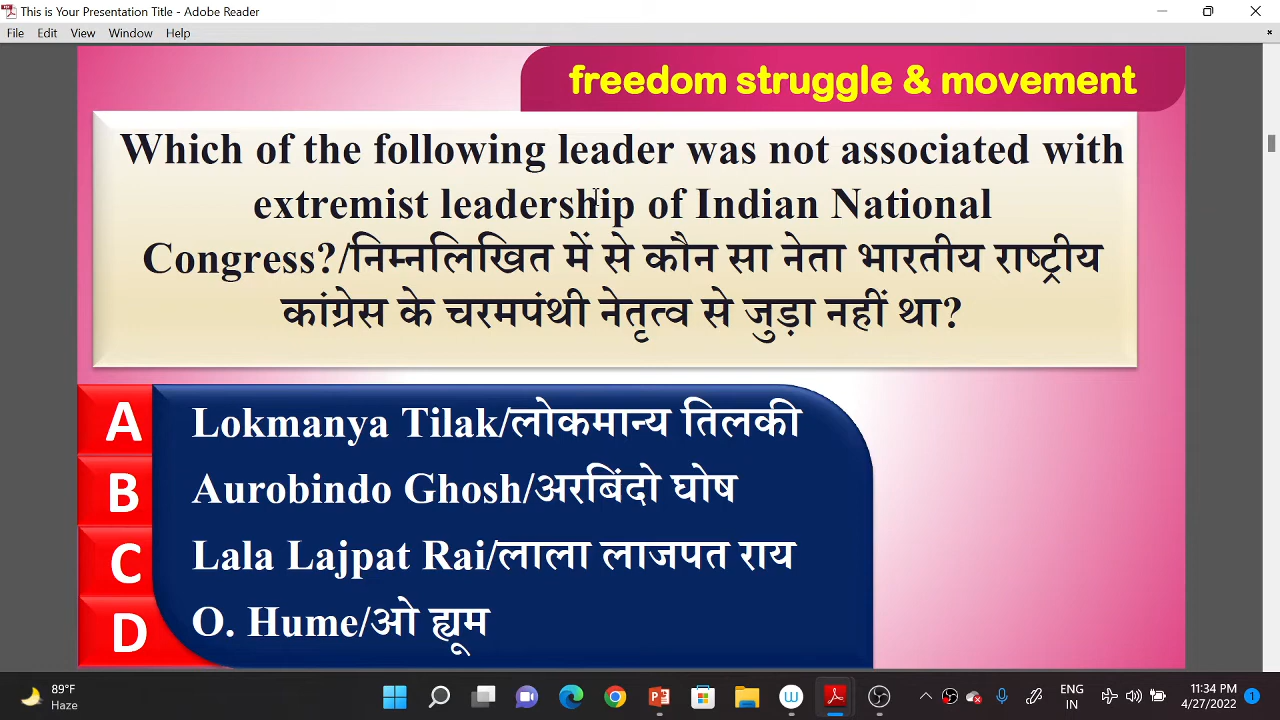 This is Your Presentation Title - Adobe Reader
File Edit View Window Help
freedom struggle & movement
Which of the following leader was not associated with
extremist leadership of Indian National
Congress?/निम्नलिखित में से कौन सा नेता भारतीय राष्ट्रीय
कांग्रेस के चरमपंथी नेतृत्व से जुड़ा नहीं था?
A Lokmanya Tilak/लोकमान्य तिलकी
B Aurobindo Ghosh/अरबिंदो घोष
C Lala Lajpat Rai/लाला लाजपत राय
D O. Hume/ओ ह्यूम
89°F
Haze
ENG
IN
11:34 PM
4/27/2022
1